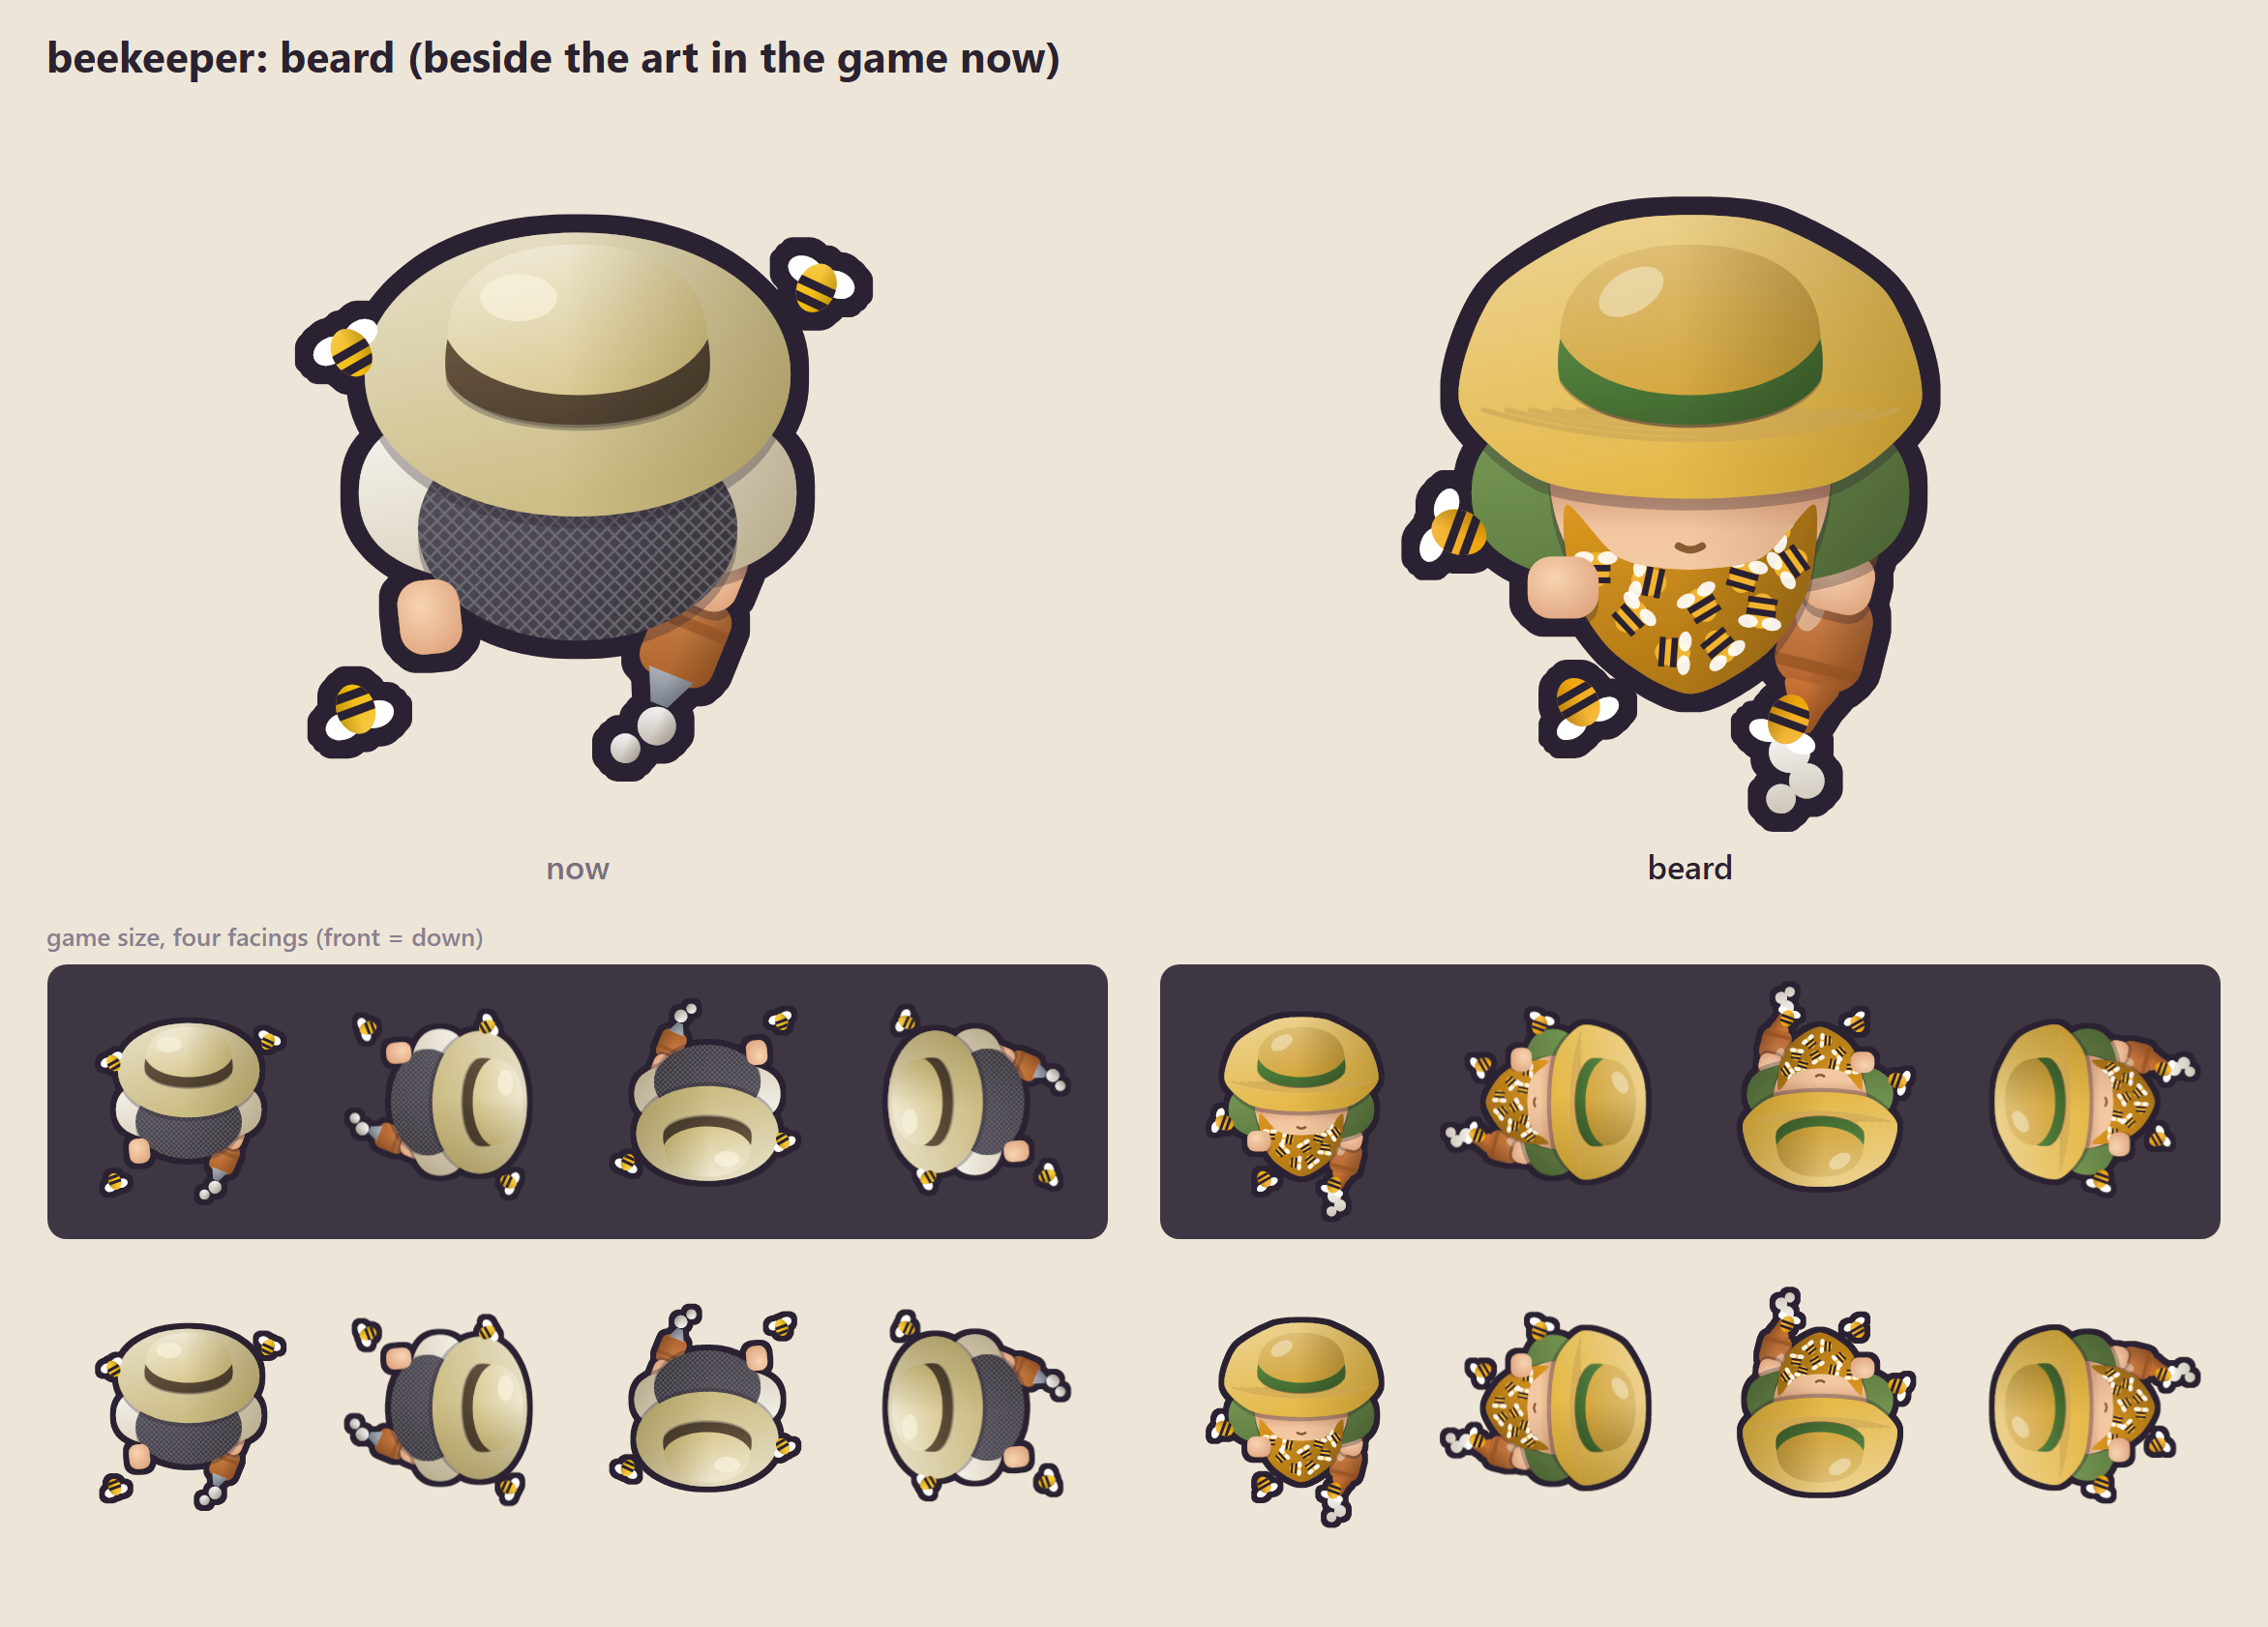 beekeeper: beard (beside the art in the game now)
now
beard
game size, four facings (front = down)